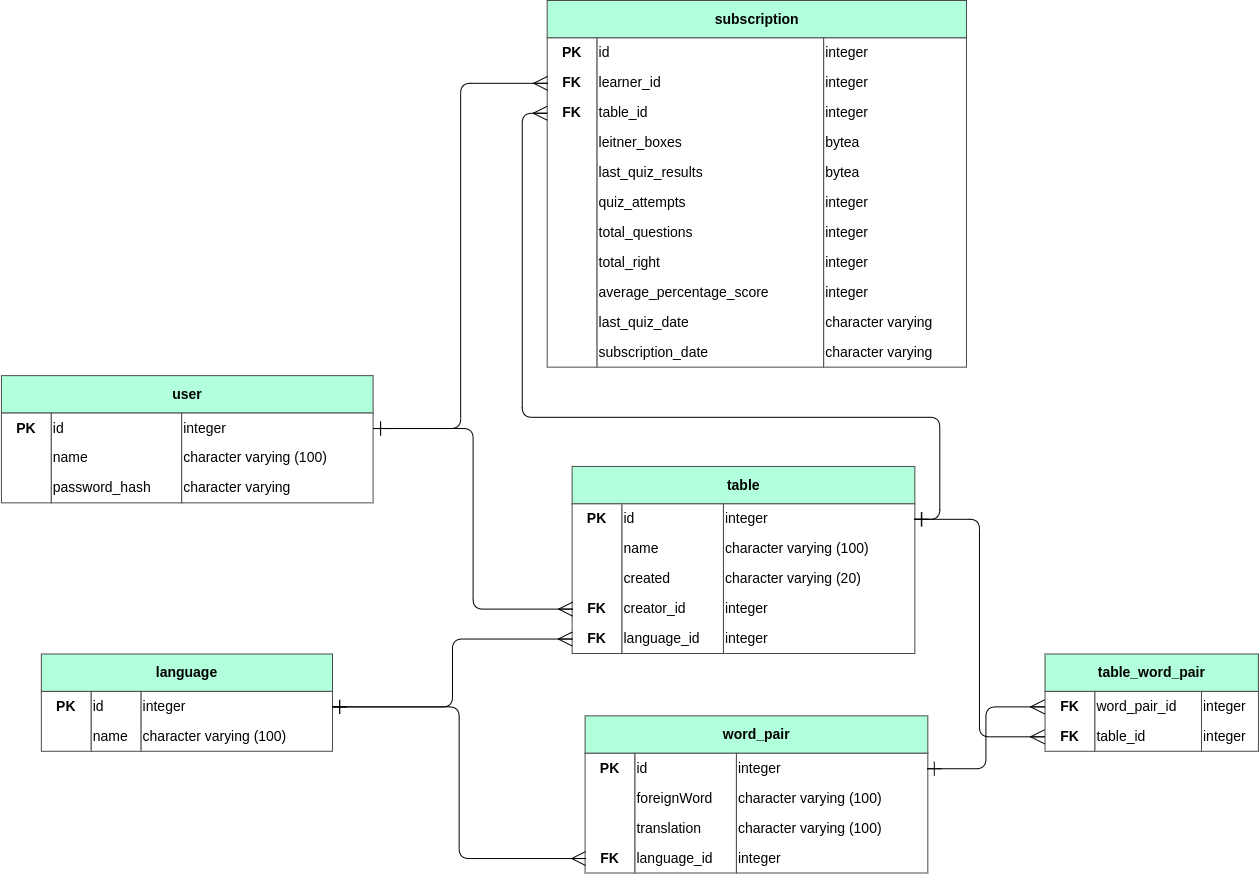 subscription
PK id integer
FK learner_id integer
FK table_id integer
leitner_boxes bytea
last_quiz_results bytea
quiz_attempts integer
total_questions integer
total_right integer
average_percentage_score integer
last_quiz_date character varying
subscription_date character varying
user
PK id integer
name character varying (100)
password_hash character varying
table
PK id integer
name character varying (100)
created character varying (20)
FK creator_id integer
FK language_id integer
language
PK id integer
name character varying (100)
word_pair
PK id integer
foreignWord character varying (100)
translation character varying (100)
FK language_id integer
table_word_pair
FK word_pair_id integer
FK table_id integer